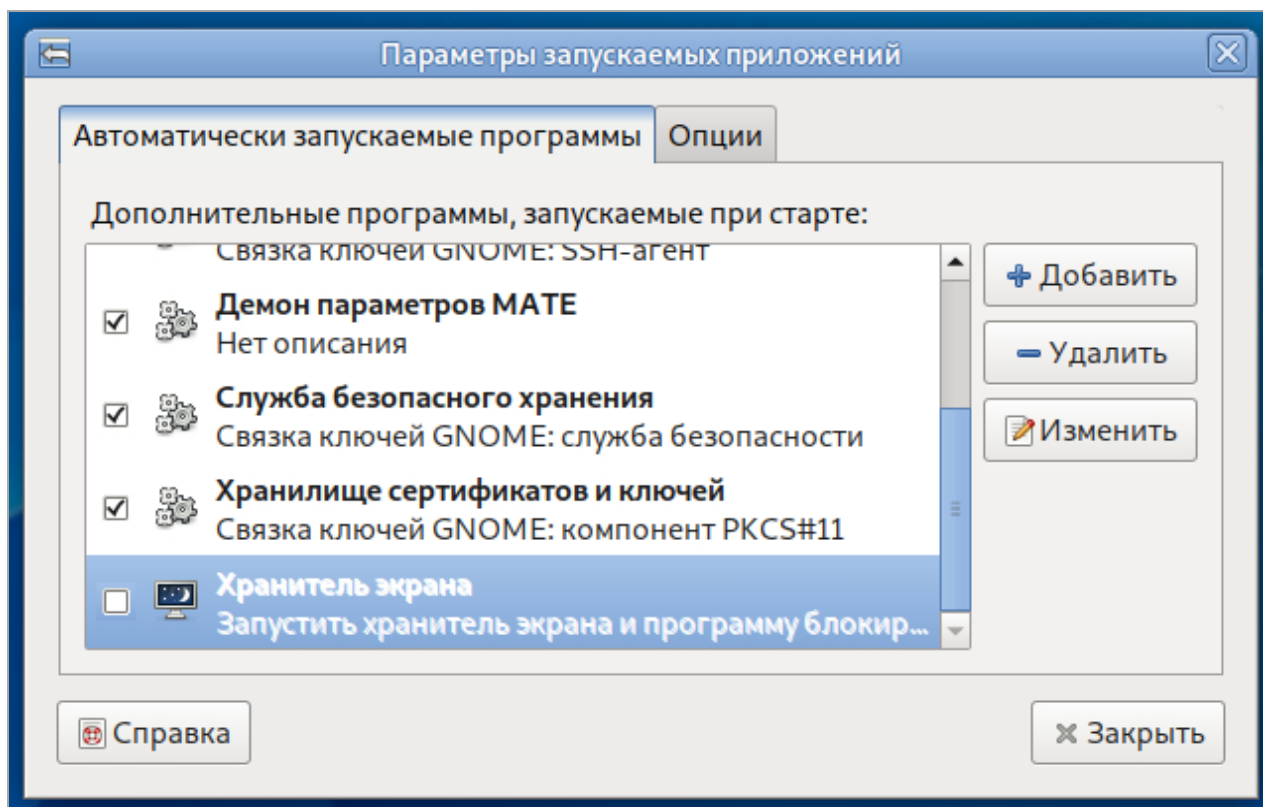 Параметры запускаемых приложений
Автоматически запускаемые программы
Опции
Дополнительные программы, запускаемые при старте:
Связка ключей GNOME: SSH-агент
Демон параметров MATE
Нет описания
Служба безопасного хранения
Связка ключей GNOME: служба безопасности
Хранилище сертификатов и ключей
Связка ключей GNOME: компонент PKCS#11
Хранитель экрана
Запустить хранитель экрана и программу блокир...
Добавить
Удалить
Изменить
Справка
Закрыть